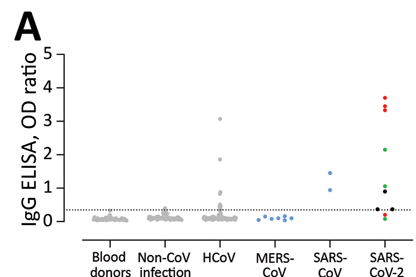 A
IgG ELISA, OD ratio
5
4
3
2
1
0
Blood donors
Non-CoV infection
HCoV
MERS-CoV
SARS-CoV
SARS-CoV-2